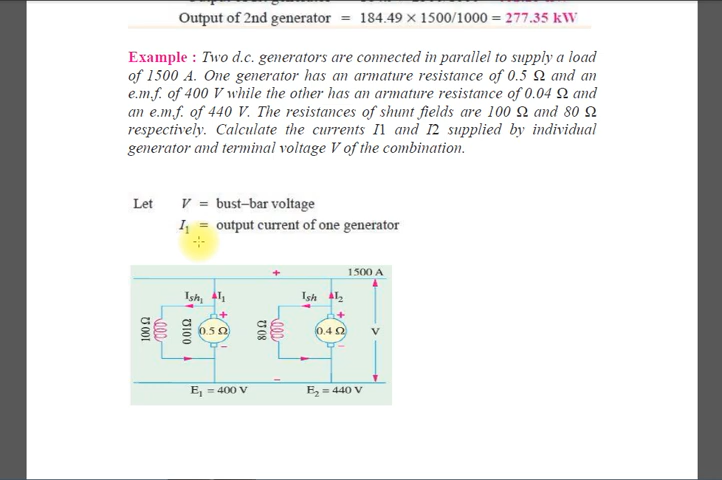 Output of 2nd generator = 184.49 × 1500/1000 = 277.35 kW
Example : Two d.c. generators are connected in parallel to supply a load
of 1500 A. One generator has an armature resistance of 0.5 Ω and an
e.m.f. of 400 V while the other has an armature resistance of 0.04 Ω and
an e.m.f. of 440 V. The resistances of shunt fields are 100 Ω and 80 Ω
respectively. Calculate the currents I1 and I2 supplied by individual
generator and terminal voltage V of the combination.
Let V = bust–bar voltage
I₁ = output current of one generator
+ 1500 A
Ish₁ I₁ Ish I₂
+ +
100 Ω 0.01Ω 0.5 Ω 80 Ω 0.4 Ω V
– –
–
E₁ = 400 V E₂ = 440 V